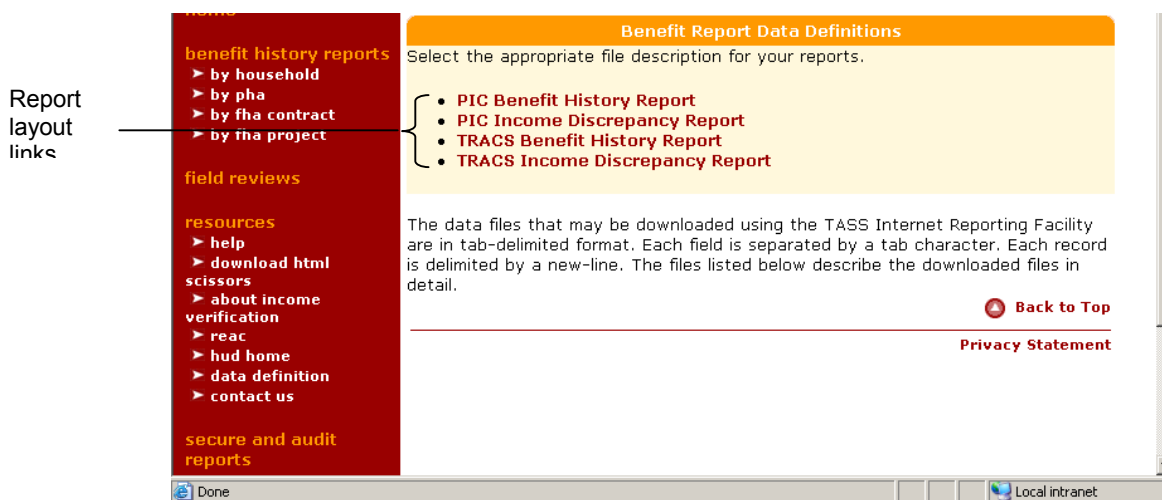 Report
layout
links
home
benefit history reports
by household
by pha
by fha contract
by fha project
field reviews
resources
help
download html
scissors
about income
verification
reac
hud home
data definition
contact us
secure and audit
reports
Benefit Report Data Definitions
Select the appropriate file description for your reports.
• PIC Benefit History Report
• PIC Income Discrepancy Report
• TRACS Benefit History Report
• TRACS Income Discrepancy Report
The data files that may be downloaded using the TASS Internet Reporting Facility
are in tab-delimited format. Each field is separated by a tab character. Each record
is delimited by a new-line. The files listed below describe the downloaded files in
detail.
Back to Top
Privacy Statement
Done
Local intranet